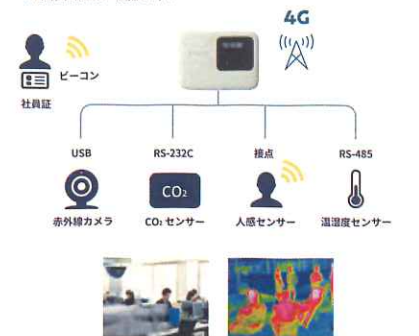 4G
ビーコン
社員証
USB
RS-232C
接点
RS-485
CO₂
赤外線カメラ
CO₂ センサー
人感センサー
温湿度センサー